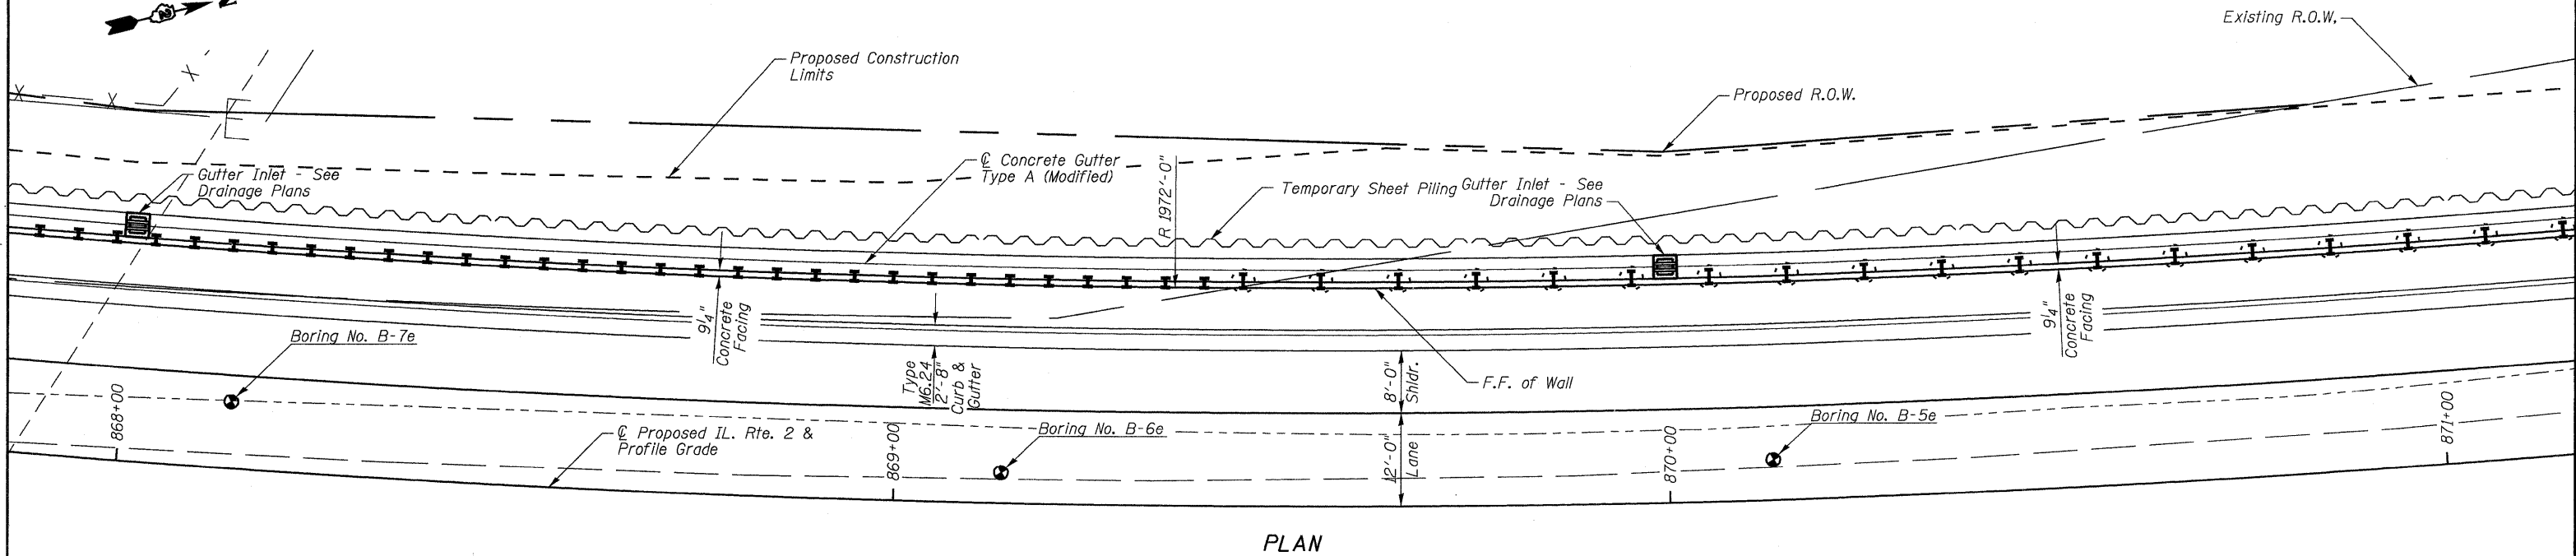 Z
Existing R.O.W.
Proposed Construction
Limits
Proposed R.O.W.
X
X
X
℄ Concrete Gutter
Type A (Modified)
R 1972'-0"
Gutter Inlet - See
Drainage Plans
Temporary Sheet Piling
Gutter Inlet - See
Drainage Plans
9¼"
Concrete
Facing
9¼"
Concrete
Facing
Boring No. B-7e
Type
M6.24
2'-8"
Curb &
Gutter
8'-0"
Shldr.
F.F. of Wall
868+00
℄ Proposed IL. Rte. 2 &
Profile Grade
869+00
Boring No. B-6e
12'-0"
Lane
870+00
Boring No. B-5e
871+00
PLAN